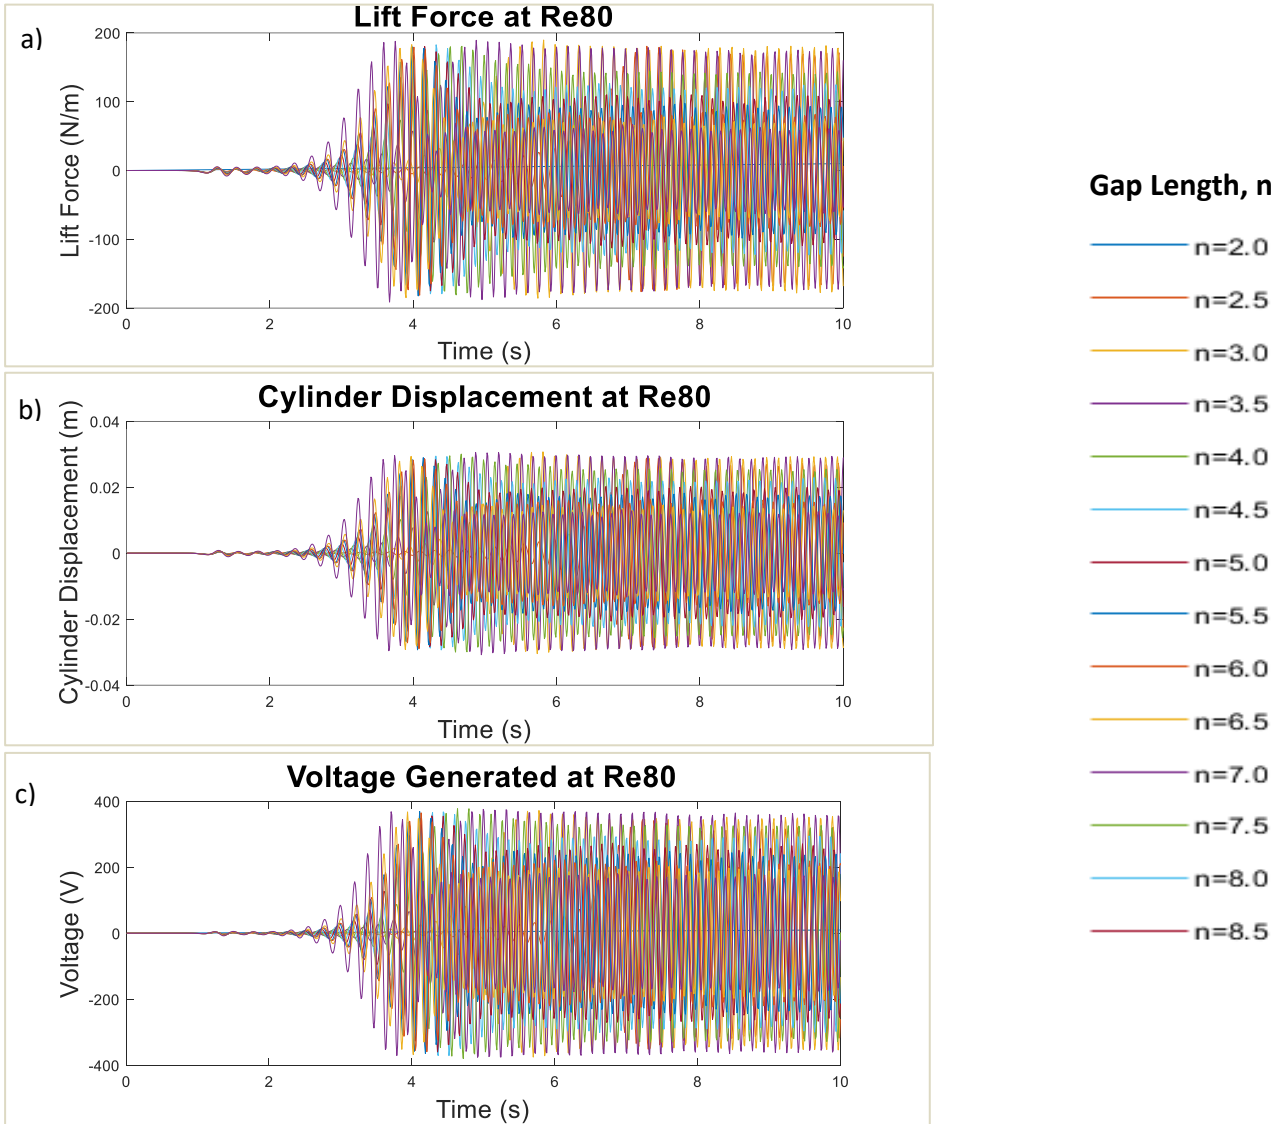 a)
Lift Force at Re80
Lift Force (N/m)
200
100
0
-100
-200
0 2 4 6 8 10
Time (s)
b)
Cylinder Displacement at Re80
Cylinder Displacement (m)
0.04
0.02
0
-0.02
-0.04
0 2 4 6 8 10
Time (s)
c)
Voltage Generated at Re80
Voltage (V)
400
200
0
-200
-400
0 2 4 6 8 10
Time (s)
Gap Length, n
n=2.0
n=2.5
n=3.0
n=3.5
n=4.0
n=4.5
n=5.0
n=5.5
n=6.0
n=6.5
n=7.0
n=7.5
n=8.0
n=8.5